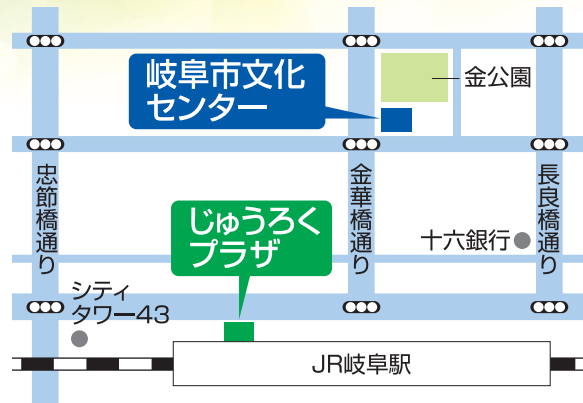 岐阜市文化
センター
金公園
忠節橋通り
金華橋通り
長良橋通り
じゅうろく
プラザ
十六銀行
シティ
タワー43
JR岐阜駅